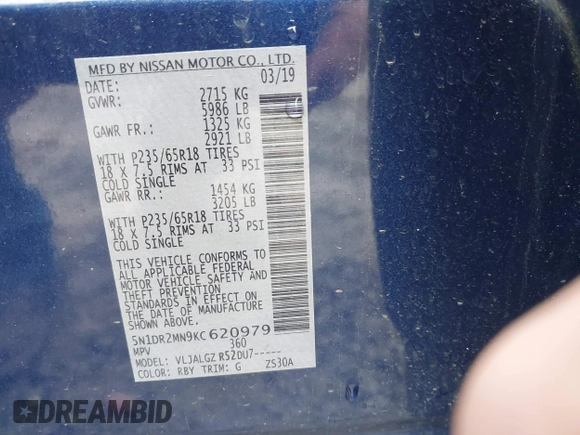 MFD BY NISSAN MOTOR CO., LTD.
DATE: 03/19
GVWR: 2715 KG
5986 LB
GAWR FR.: 1325 KG
2921 LB
WITH P235/65R18 TIRES
18 X 7.5 RIMS AT 33 PSI
COLD SINGLE
GAWR RR.: 1454 KG
3205 LB
WITH P235/65R18 TIRES
18 X 7.5 RIMS AT 33 PSI
COLD SINGLE
THIS VEHICLE CONFORMS TO
ALL APPLICABLE FEDERAL
MOTOR VEHICLE SAFETY AND
THEFT PREVENTION
STANDARDS IN EFFECT ON
THE DATE OF MANUFACTURE
SHOWN ABOVE.
5N1DR2MN9KC620979
MPV 360
MODEL: VLJALGZ R52DU7-----
COLOR: RBY TRIM: G ZS30A
DREAMBID